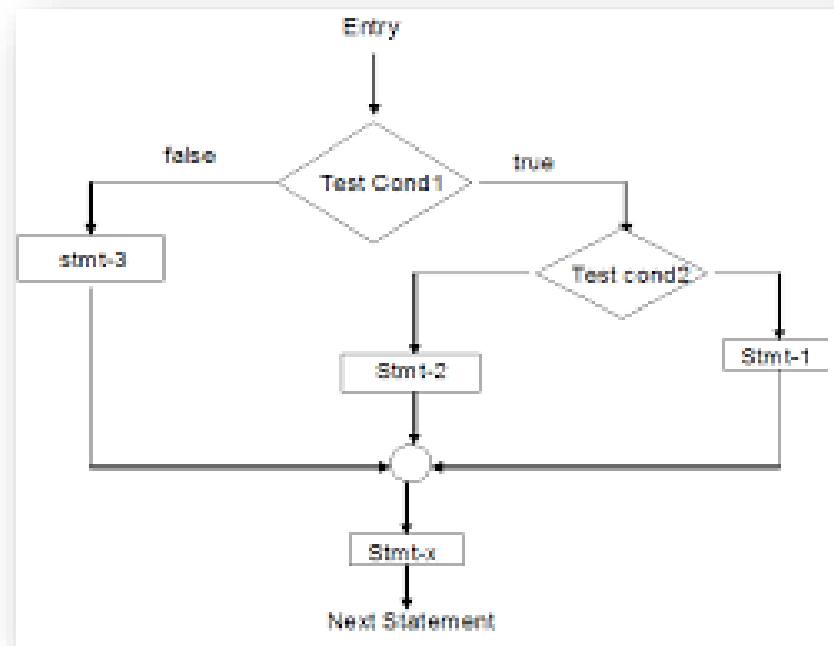 Entry
false
true
Test Cond1
stmt-3
Test cond2
Stmt-1
Stmt-2
Stmt-x
Next Statement